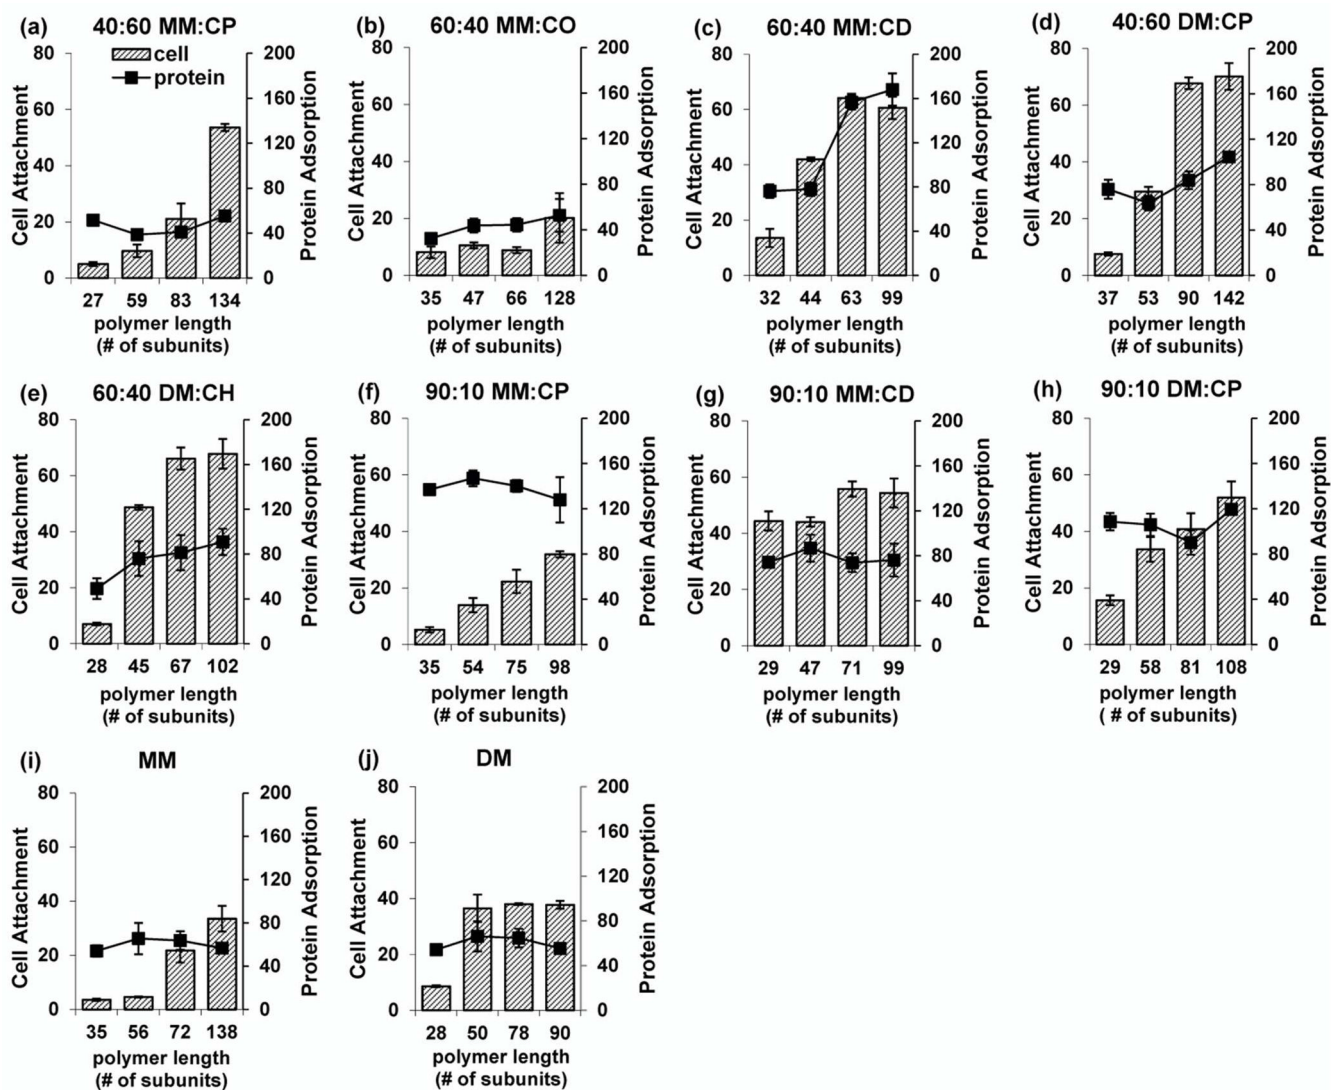 (a) 40:60 MM:CP
80
60
40
20
0
Cell Attachment
cell
protein
200
160
120
80
40
0
Protein Adsorption
27 59 83 134
polymer length
(# of subunits)
(b) 60:40 MM:CO
80
60
40
20
0
Cell Attachment
200
160
120
80
40
0
Protein Adsorption
35 47 66 128
polymer length
(# of subunits)
(c) 60:40 MM:CD
80
60
40
20
0
Cell Attachment
200
160
120
80
40
0
Protein Adsorption
32 44 63 99
polymer length
(# of subunits)
(d) 40:60 DM:CP
80
60
40
20
0
Cell Attachment
200
160
120
80
40
0
Protein Adsorption
37 53 90 142
polymer length
(# of subunits)
(e) 60:40 DM:CH
80
60
40
20
0
Cell Attachment
200
160
120
80
40
0
Protein Adsorption
28 45 67 102
polymer length
(# of subunits)
(f) 90:10 MM:CP
80
60
40
20
0
Cell Attachment
200
160
120
80
40
0
Protein Adsorption
35 54 75 98
polymer length
(# of subunits)
(g) 90:10 MM:CD
80
60
40
20
0
Cell Attachment
200
160
120
80
40
0
Protein Adsorption
29 47 71 99
polymer length
(# of subunits)
(h) 90:10 DM:CP
80
60
40
20
0
Cell Attachment
200
160
120
80
40
0
Protein Adsorption
29 58 81 108
polymer length
( # of subunits)
(i) MM
80
60
40
20
0
Cell Attachment
200
160
120
80
40
0
Protein Adsorption
35 56 72 138
polymer length
(# of subunits)
(j) DM
80
60
40
20
0
Cell Attachment
200
160
120
80
40
0
Protein Adsorption
28 50 78 90
polymer length
(# of subunits)